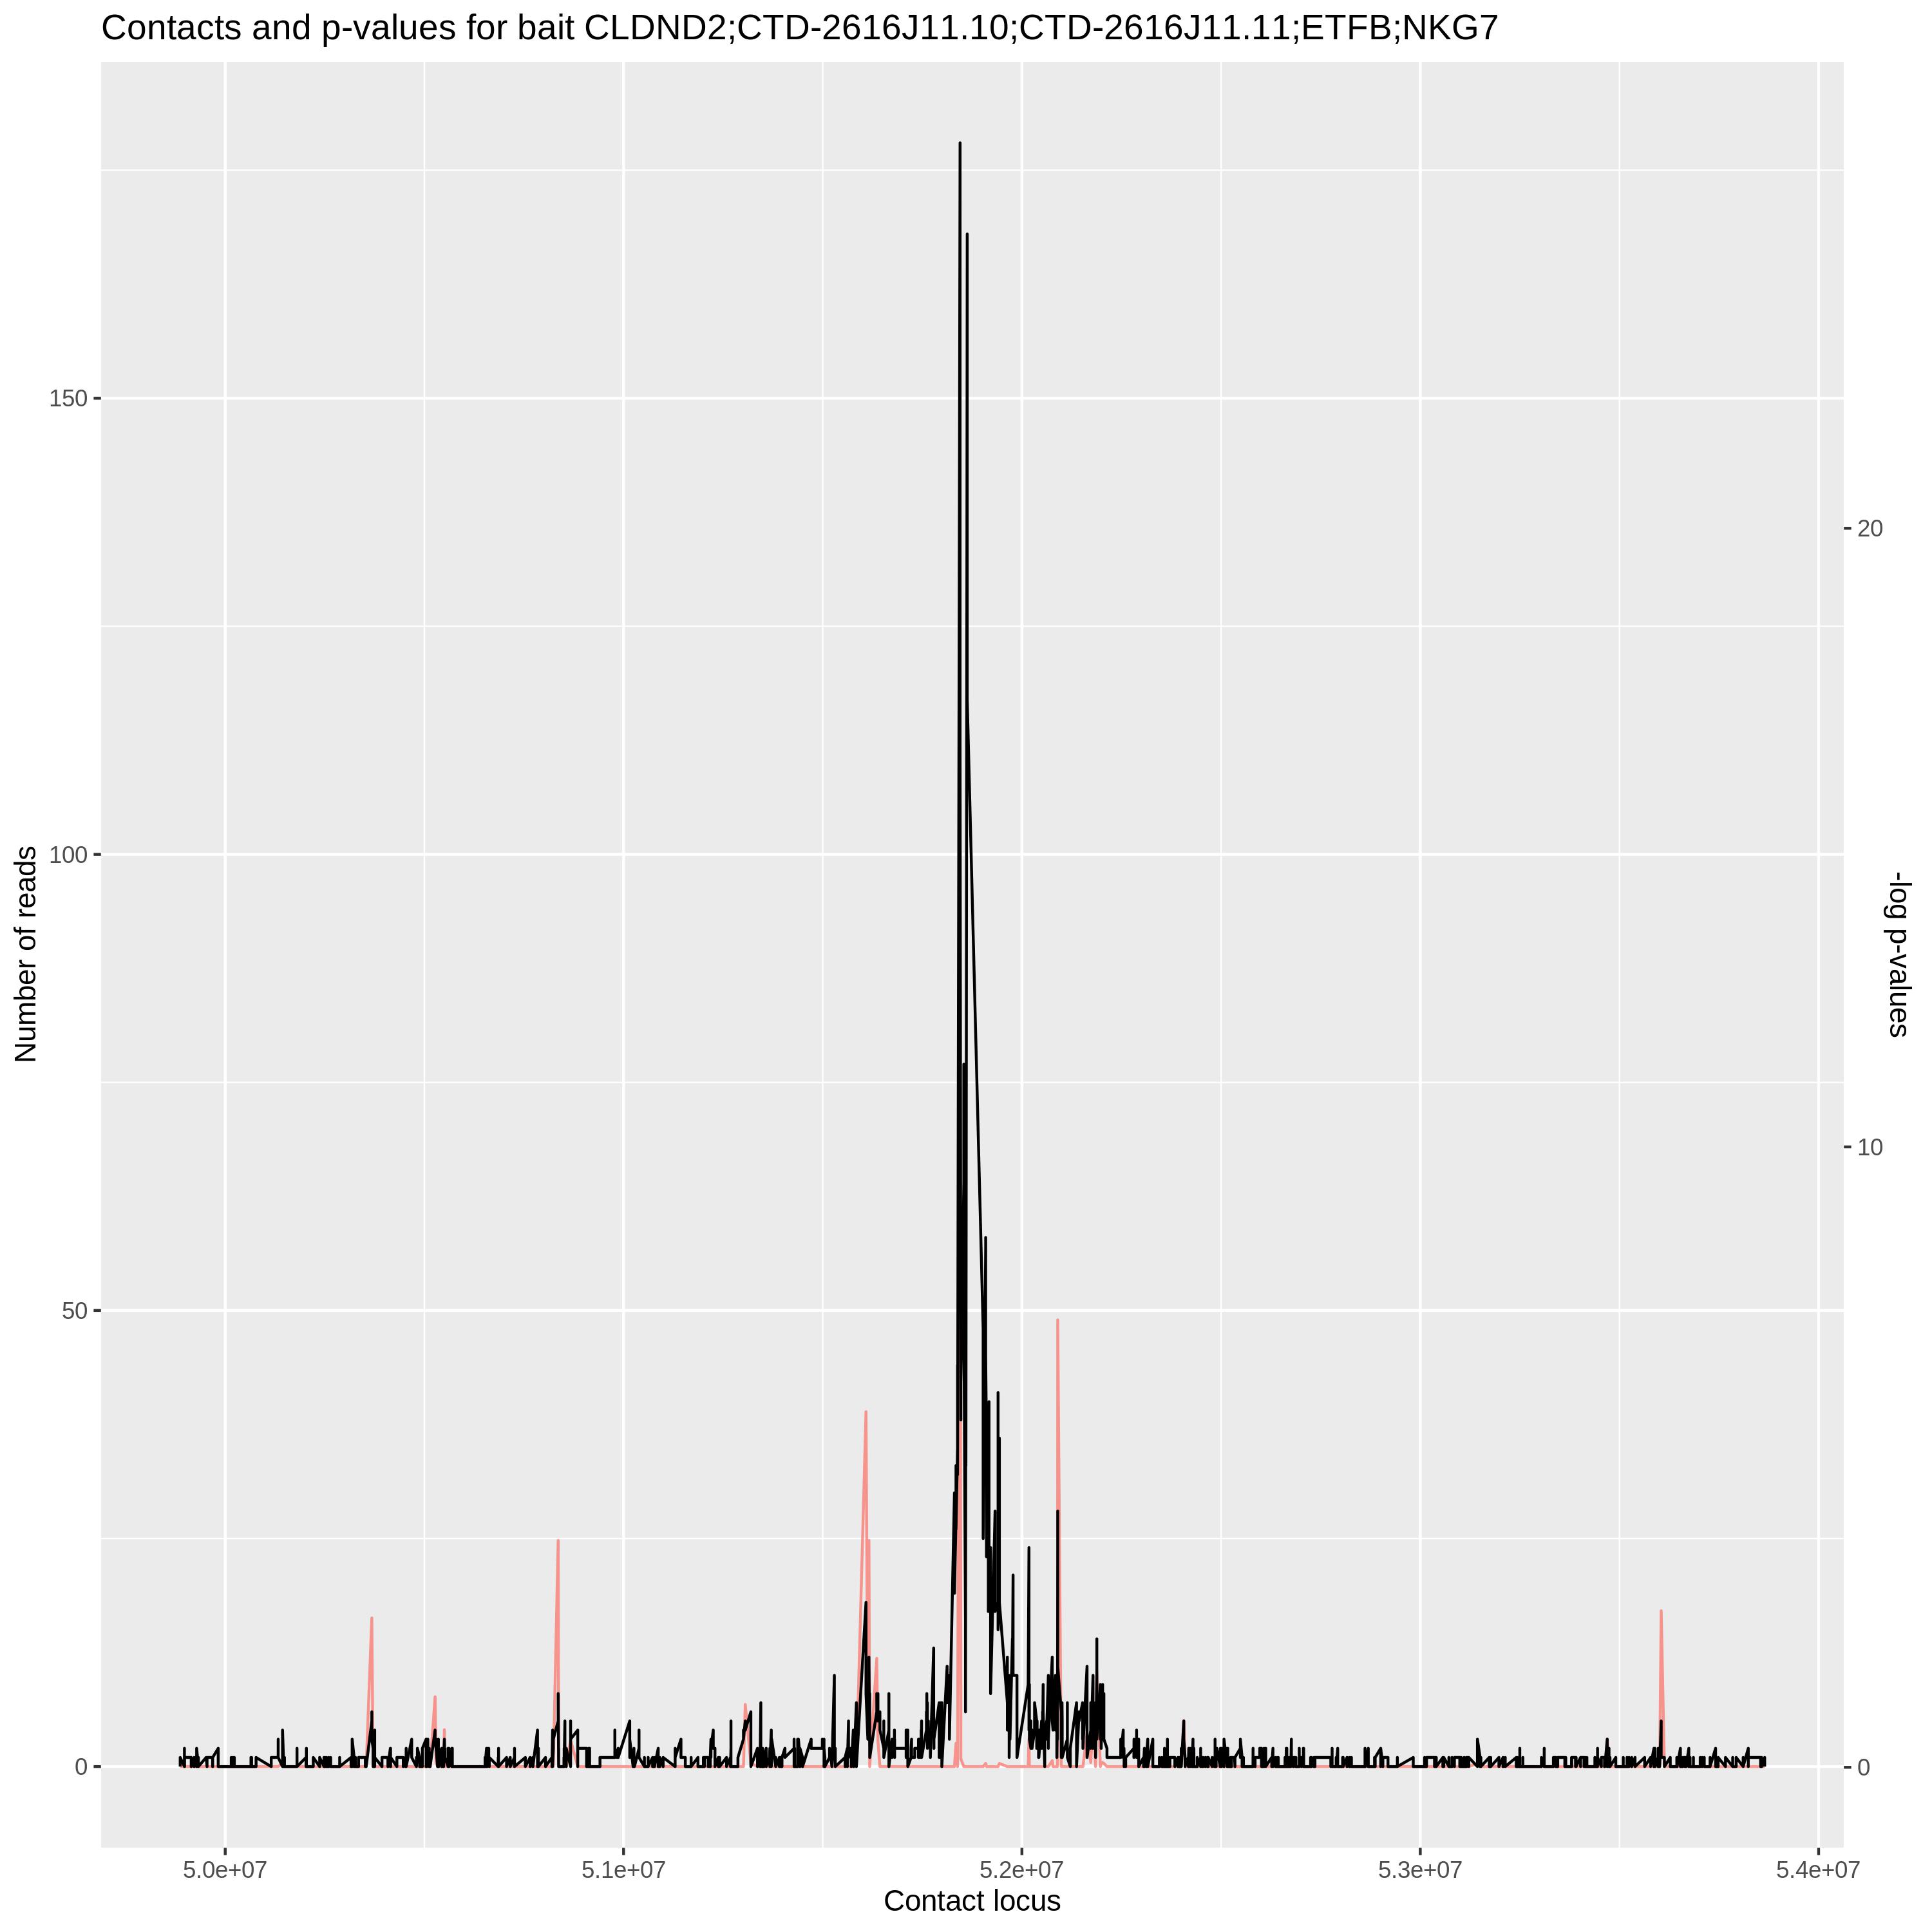 Contacts and p-values for bait CLDND2;CTD-2616J11.10;CTD-2616J11.11;ETFB;NKG7
Number of reads
150
100
50
0
20
10
0
-log p-values
5.0e+07 5.1e+07 5.2e+07 5.3e+07 5.4e+07
Contact locus